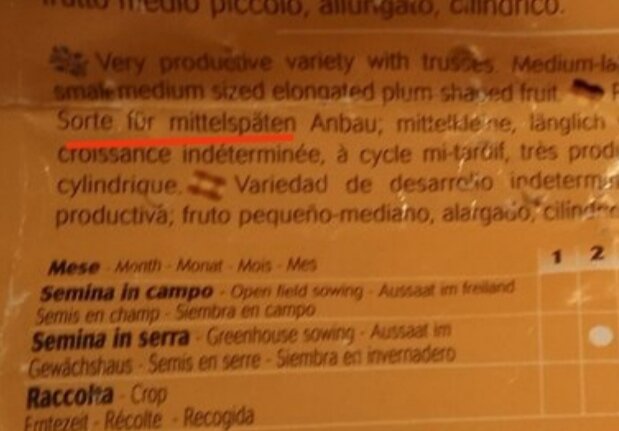 frutto medio piccolo, allungato, cilindrico.
Very productive variety with trusses. Medium-la
small medium sized elongated plum shaped fruit.
Sorte für mittelspäten Anbau; mittelkleine, länglich
croissance indéterminée, à cycle mi-tardif, très produ
cylindrique. Variedad de desarrollo indetermin
productiva; fruto pequeño-mediano, alargado, cilíndric
Mese - Month - Monat - Mois - Mes
1 2
Semina in campo - Open field sowing - Aussaat im freiland
Semis en champ - Siembra en campo
Semina in serra - Greenhouse sowing - Aussaat im
Gewächshaus - Semis en serre - Siembra en invernadero
Raccolta - Crop
Erntezeit - Récolte - Recogida